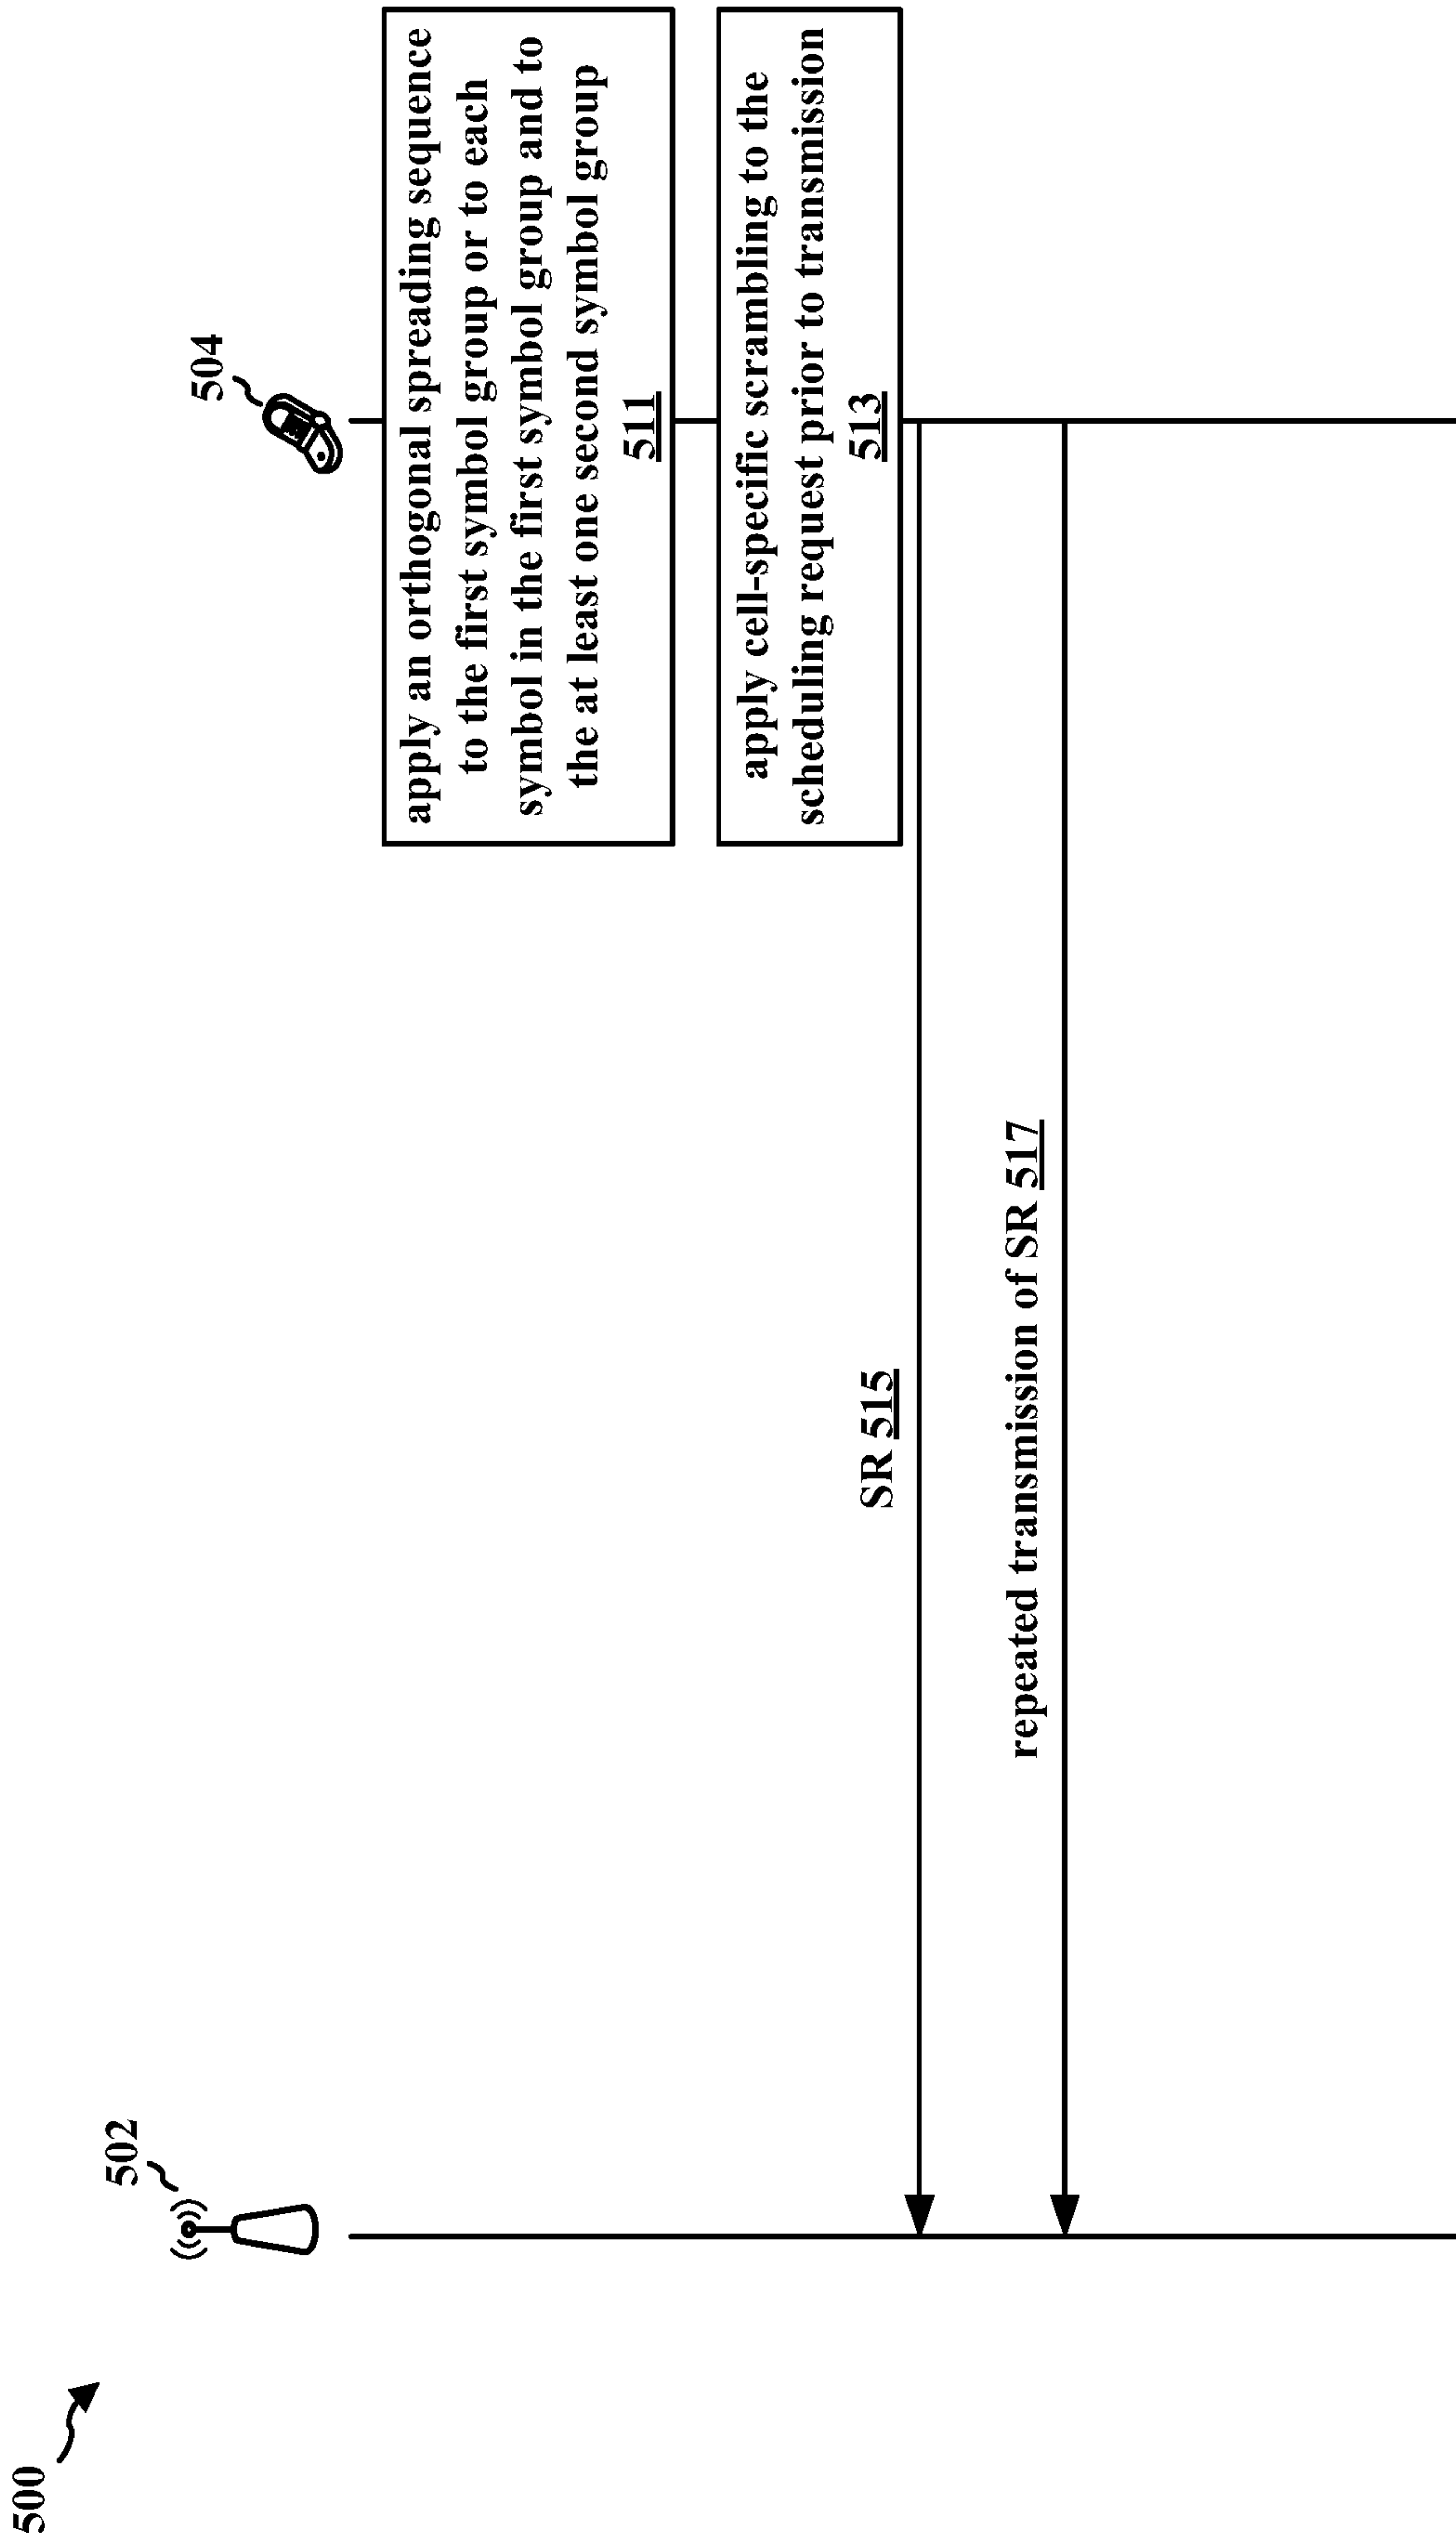 500
502
504
apply an orthogonal spreading sequence
to the first symbol group or to each
symbol in the first symbol group and to
the at least one second symbol group
511
apply cell-specific scrambling to the
scheduling request prior to transmission
513
SR 515
repeated transmission of SR 517